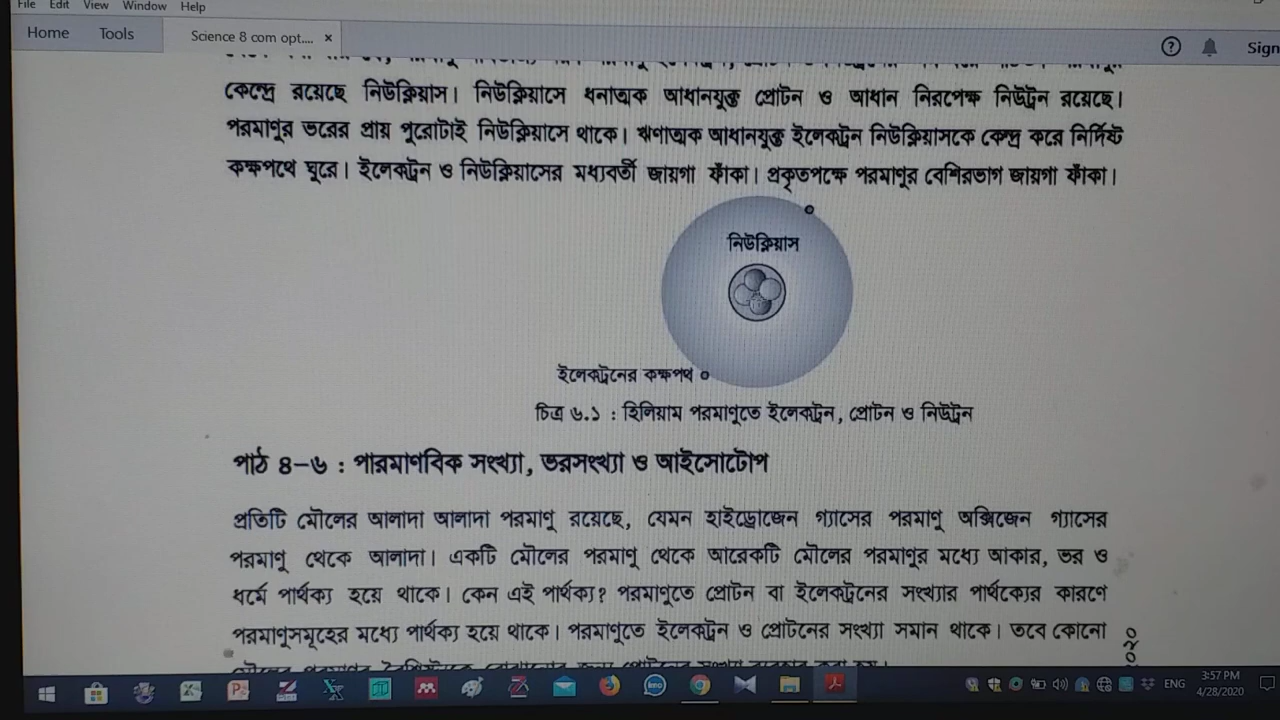 File Edit View Window Help
Home Tools Science 8 com opt.... × Sign
কেন্দ্রে রয়েছে নিউক্লিয়াস। নিউক্লিয়াসে ধনাত্মক আধানযুক্ত প্রোটন ও আধান নিরপেক্ষ নিউট্রন রয়েছে।
পরমাণুর ভরের প্রায় পুরোটাই নিউক্লিয়াসে থাকে। ঋণাত্মক আধানযুক্ত ইলেকট্রন নিউক্লিয়াসকে কেন্দ্র করে নির্দিষ্ট
কক্ষপথে ঘুরে। ইলেকট্রন ও নিউক্লিয়াসের মধ্যবর্তী জায়গা ফাঁকা। প্রকৃতপক্ষে পরমাণুর বেশিরভাগ জায়গা ফাঁকা।
নিউক্লিয়াস
ইলেকট্রনের কক্ষপথ
চিত্র ৬.১ : হিলিয়াম পরমাণুতে ইলেকট্রন, প্রোটন ও নিউট্রন
পাঠ ৪-৬ : পারমাণবিক সংখ্যা, ভরসংখ্যা ও আইসোটোপ
প্রতিটি মৌলের আলাদা আলাদা পরমাণু রয়েছে, যেমন হাইড্রোজেন গ্যাসের পরমাণু অক্সিজেন গ্যাসের
পরমাণু থেকে আলাদা। একটি মৌলের পরমাণু থেকে আরেকটি মৌলের পরমাণুর মধ্যে আকার, ভর ও
ধর্মে পার্থক্য হয়ে থাকে। কেন এই পার্থক্য? পরমাণুতে প্রোটন বা ইলেকট্রনের সংখ্যার পার্থক্যের কারণে
পরমাণুসমূহের মধ্যে পার্থক্য হয়ে থাকে। পরমাণুতে ইলেকট্রন ও প্রোটনের সংখ্যা সমান থাকে। তবে কোনো
ENG 3:57 PM
4/28/2020